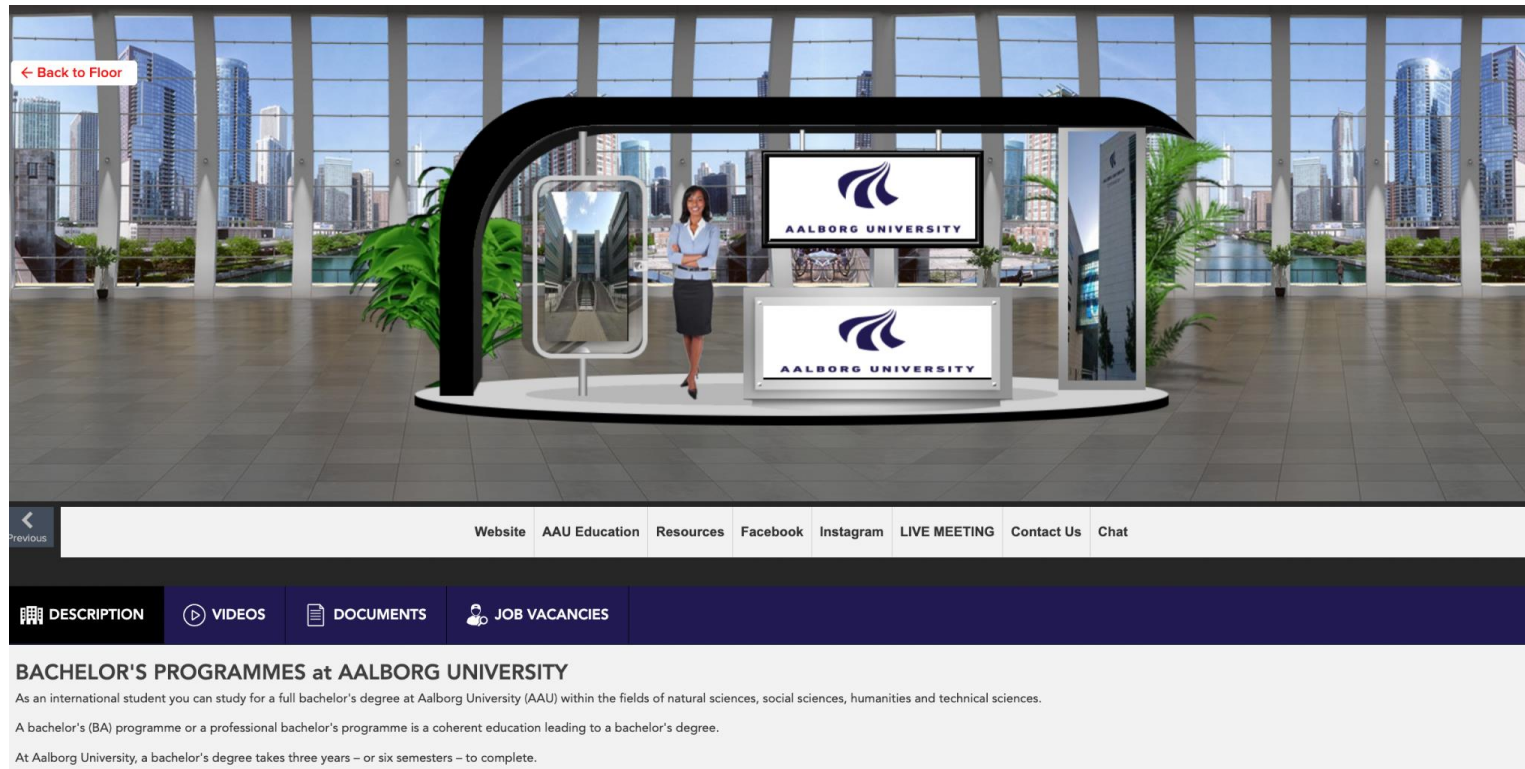 ← Back to Floor
AALBORG UNIVERSITY
AALBORG UNIVERSITY
Previous
Website
AAU Education
Resources
Facebook
Instagram
LIVE MEETING
Contact Us
Chat
DESCRIPTION
VIDEOS
DOCUMENTS
JOB VACANCIES
BACHELOR'S PROGRAMMES at AALBORG UNIVERSITY
As an international student you can study for a full bachelor's degree at Aalborg University (AAU) within the fields of natural sciences, social sciences, humanities and technical sciences.
A bachelor's (BA) programme or a professional bachelor's programme is a coherent education leading to a bachelor's degree.
At Aalborg University, a bachelor's degree takes three years – or six semesters – to complete.